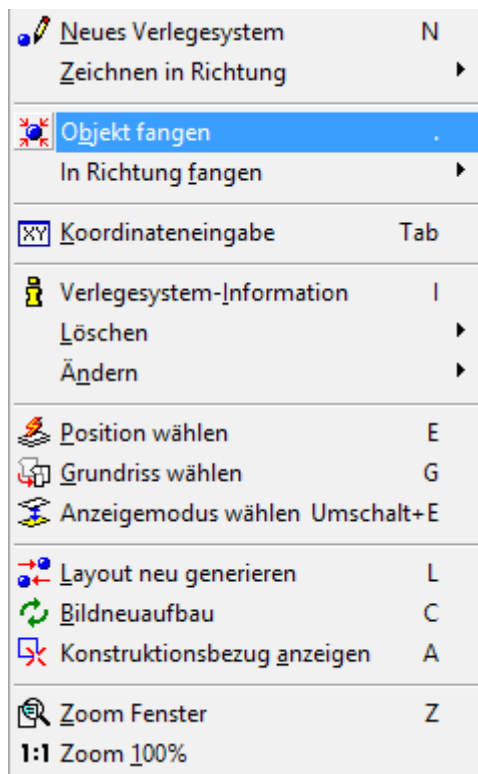 Neues Verlegesystem N
Zeichnen in Richtung
Objekt fangen .
In Richtung fangen
XY Koordinateneingabe Tab
Verlegesystem-Information I
Löschen
Ändern
Position wählen E
Grundriss wählen G
Anzeigemodus wählen Umschalt+E
Layout neu generieren L
Bildneuaufbau C
Konstruktionsbezug anzeigen A
Zoom Fenster Z
1:1 Zoom 100%